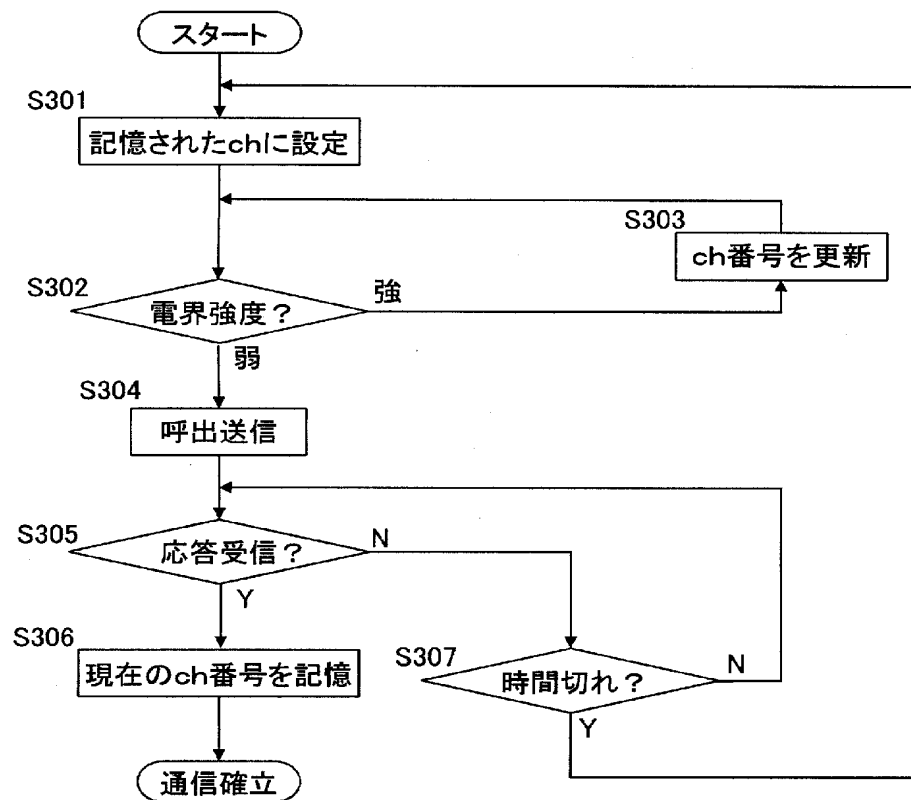 スタート
S301
記憶されたchに設定
S303
ch番号を更新
S302
電界強度?
強
弱
S304
呼出送信
S305
応答受信?
N
Y
S306
現在のch番号を記憶
S307
時間切れ?
N
Y
通信確立